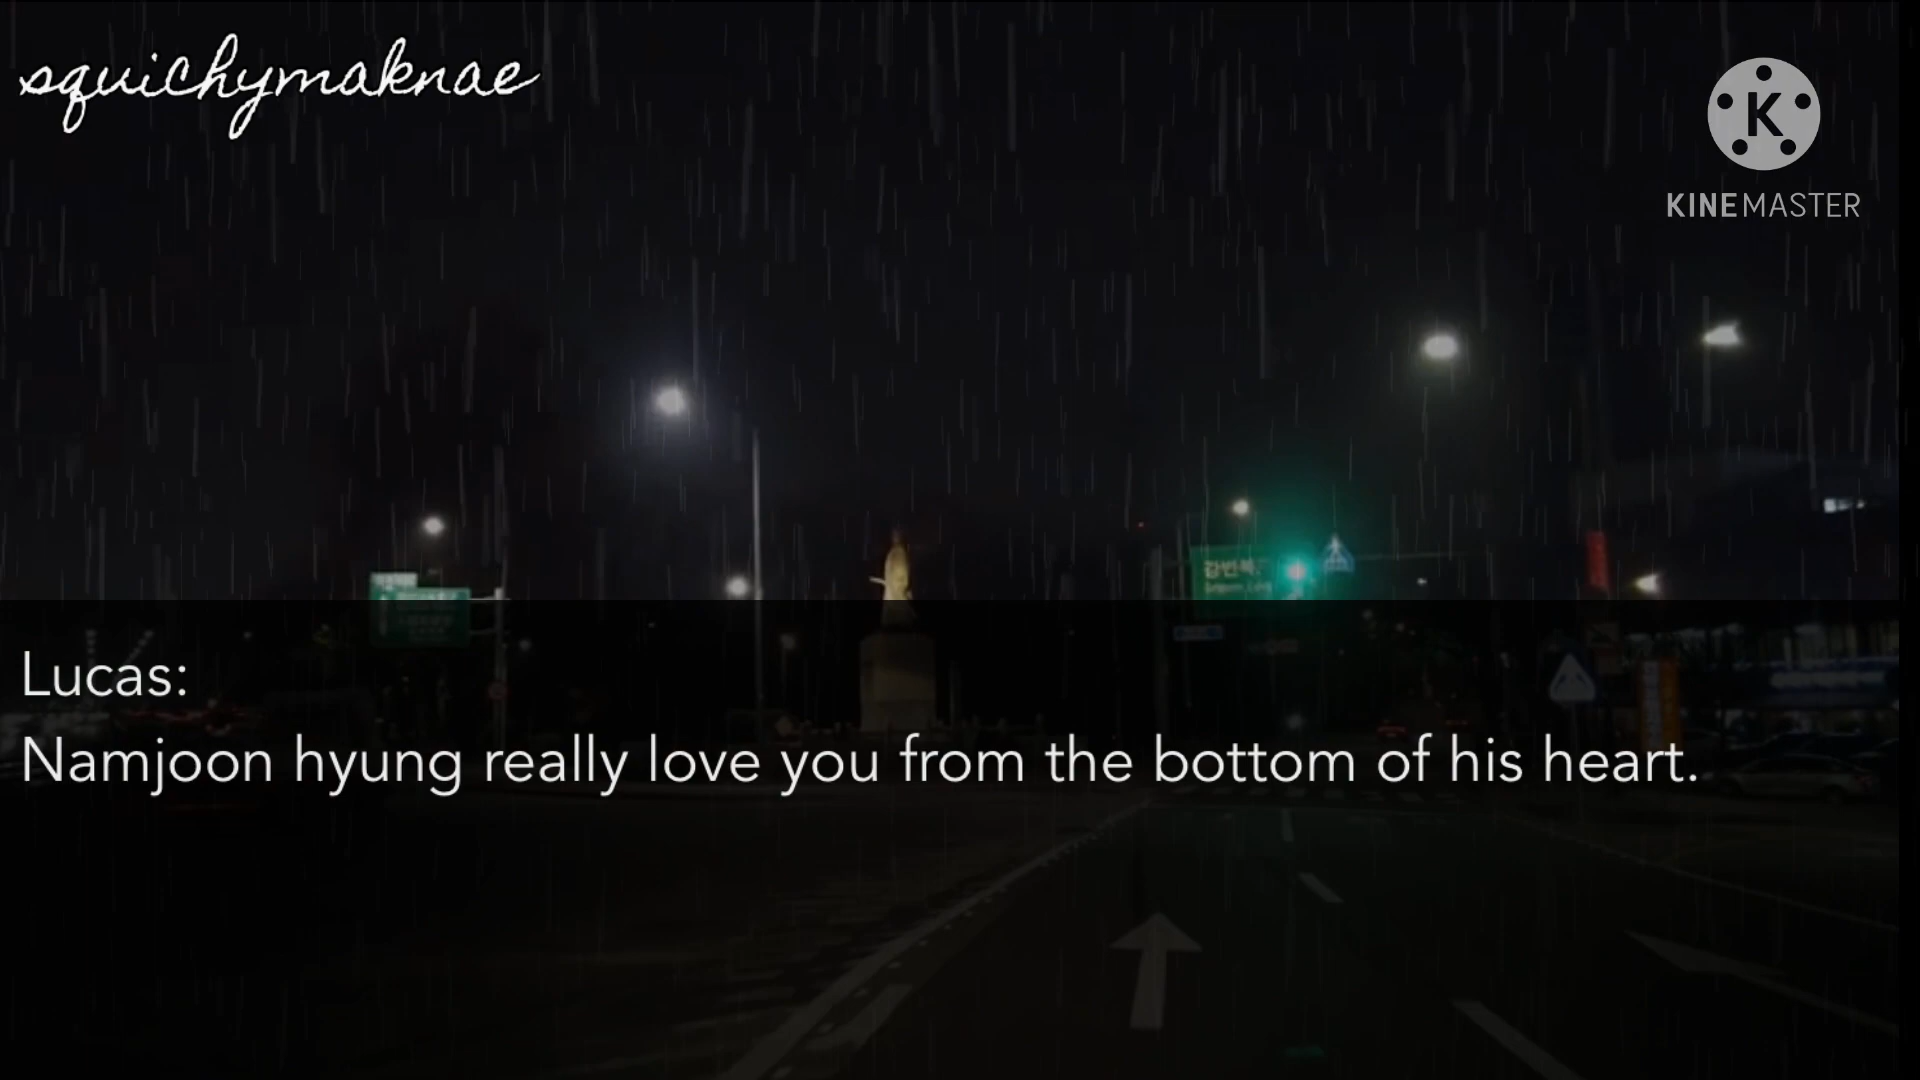 squichymaknae
KINEMASTER
Lucas:
Namjoon hyung really love you from the bottom of his heart.